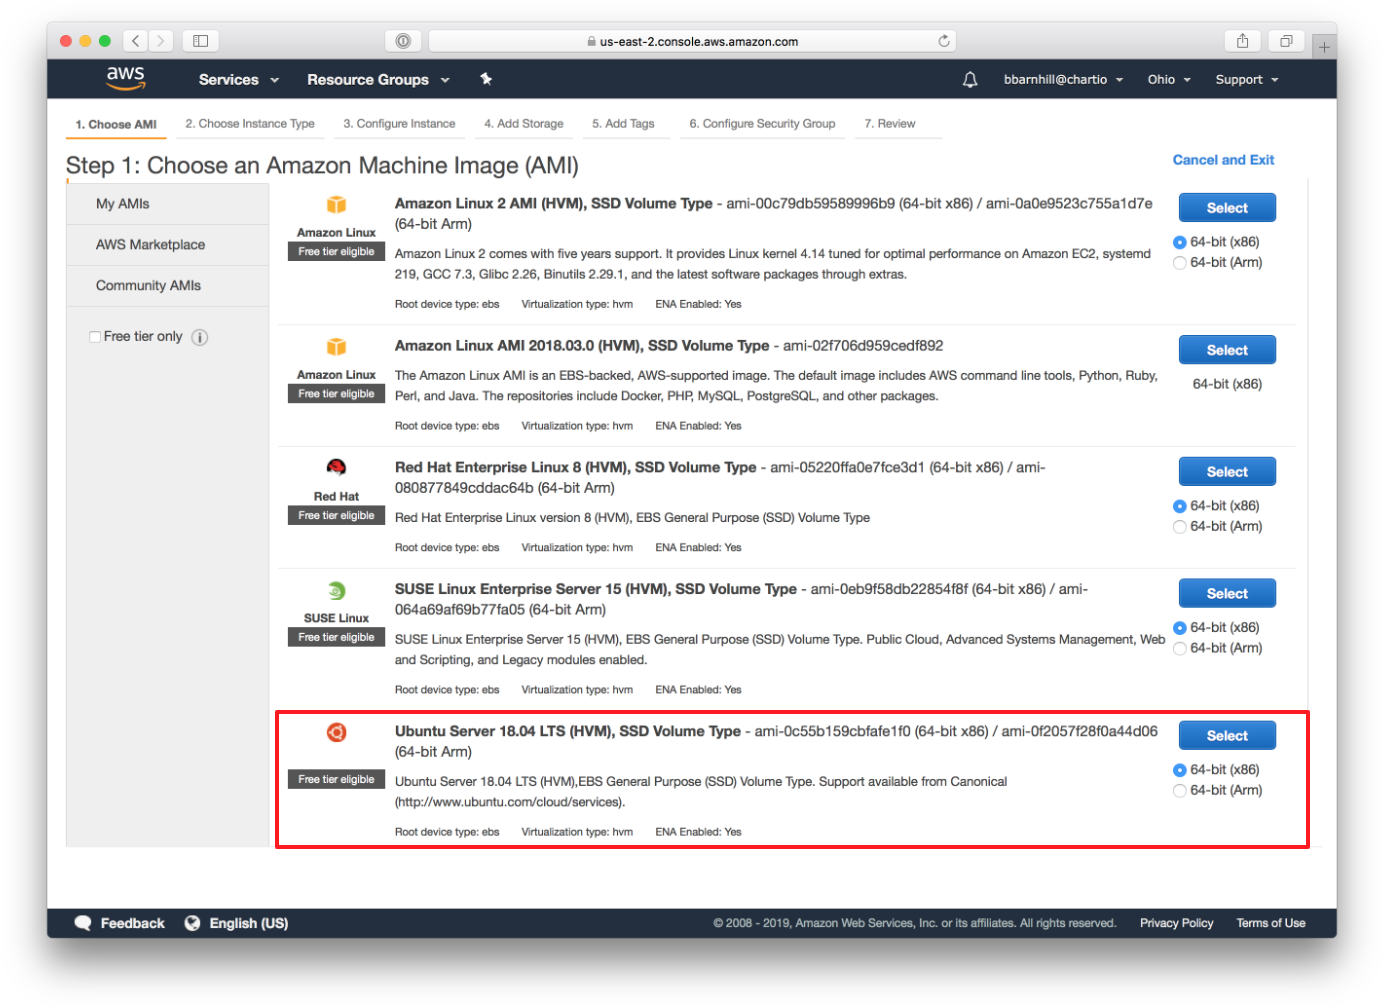 us-east-2.console.aws.amazon.com
aws
Services
Resource Groups
bbarnhill@chartio
Ohio
Support
1. Choose AMI
2. Choose Instance Type
3. Configure Instance
4. Add Storage
5. Add Tags
6. Configure Security Group
7. Review
Step 1: Choose an Amazon Machine Image (AMI)
Cancel and Exit
My AMIs
AWS Marketplace
Community AMIs
Free tier only
Amazon Linux
Free tier eligible
Amazon Linux 2 AMI (HVM), SSD Volume Type - ami-00c79db59589996b9 (64-bit x86) / ami-0a0e9523c755a1d7e
(64-bit Arm)
Amazon Linux 2 comes with five years support. It provides Linux kernel 4.14 tuned for optimal performance on Amazon EC2, systemd
219, GCC 7.3, Glibc 2.26, Binutils 2.29.1, and the latest software packages through extras.
Root device type: ebs Virtualization type: hvm ENA Enabled: Yes
Select
64-bit (x86)
64-bit (Arm)
Amazon Linux
Free tier eligible
Amazon Linux AMI 2018.03.0 (HVM), SSD Volume Type - ami-02f706d959cedf892
The Amazon Linux AMI is an EBS-backed, AWS-supported image. The default image includes AWS command line tools, Python, Ruby,
Perl, and Java. The repositories include Docker, PHP, MySQL, PostgreSQL, and other packages.
Root device type: ebs Virtualization type: hvm ENA Enabled: Yes
Select
64-bit (x86)
Red Hat
Free tier eligible
Red Hat Enterprise Linux 8 (HVM), SSD Volume Type - ami-05220ffa0e7fce3d1 (64-bit x86) / ami-
080877849cddac64b (64-bit Arm)
Red Hat Enterprise Linux version 8 (HVM), EBS General Purpose (SSD) Volume Type
Root device type: ebs Virtualization type: hvm ENA Enabled: Yes
Select
64-bit (x86)
64-bit (Arm)
SUSE Linux
Free tier eligible
SUSE Linux Enterprise Server 15 (HVM), SSD Volume Type - ami-0eb9f58db22854f8f (64-bit x86) / ami-
064a69af69b77fa05 (64-bit Arm)
SUSE Linux Enterprise Server 15 (HVM), EBS General Purpose (SSD) Volume Type. Public Cloud, Advanced Systems Management, Web
and Scripting, and Legacy modules enabled.
Root device type: ebs Virtualization type: hvm ENA Enabled: Yes
Select
64-bit (x86)
64-bit (Arm)
Free tier eligible
Ubuntu Server 18.04 LTS (HVM), SSD Volume Type - ami-0c55b159cbfafe1f0 (64-bit x86) / ami-0f2057f28f0a44d06
(64-bit Arm)
Ubuntu Server 18.04 LTS (HVM),EBS General Purpose (SSD) Volume Type. Support available from Canonical
(http://www.ubuntu.com/cloud/services).
Root device type: ebs Virtualization type: hvm ENA Enabled: Yes
Select
64-bit (x86)
64-bit (Arm)
Feedback
English (US)
© 2008 - 2019, Amazon Web Services, Inc. or its affiliates. All rights reserved.
Privacy Policy
Terms of Use